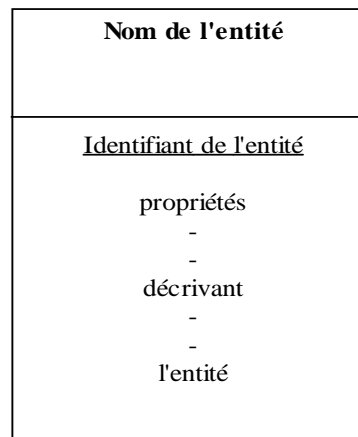 Nom de l'entité
Identifiant de l'entité
propriétés
-
-
décrivant
-
-
l'entité